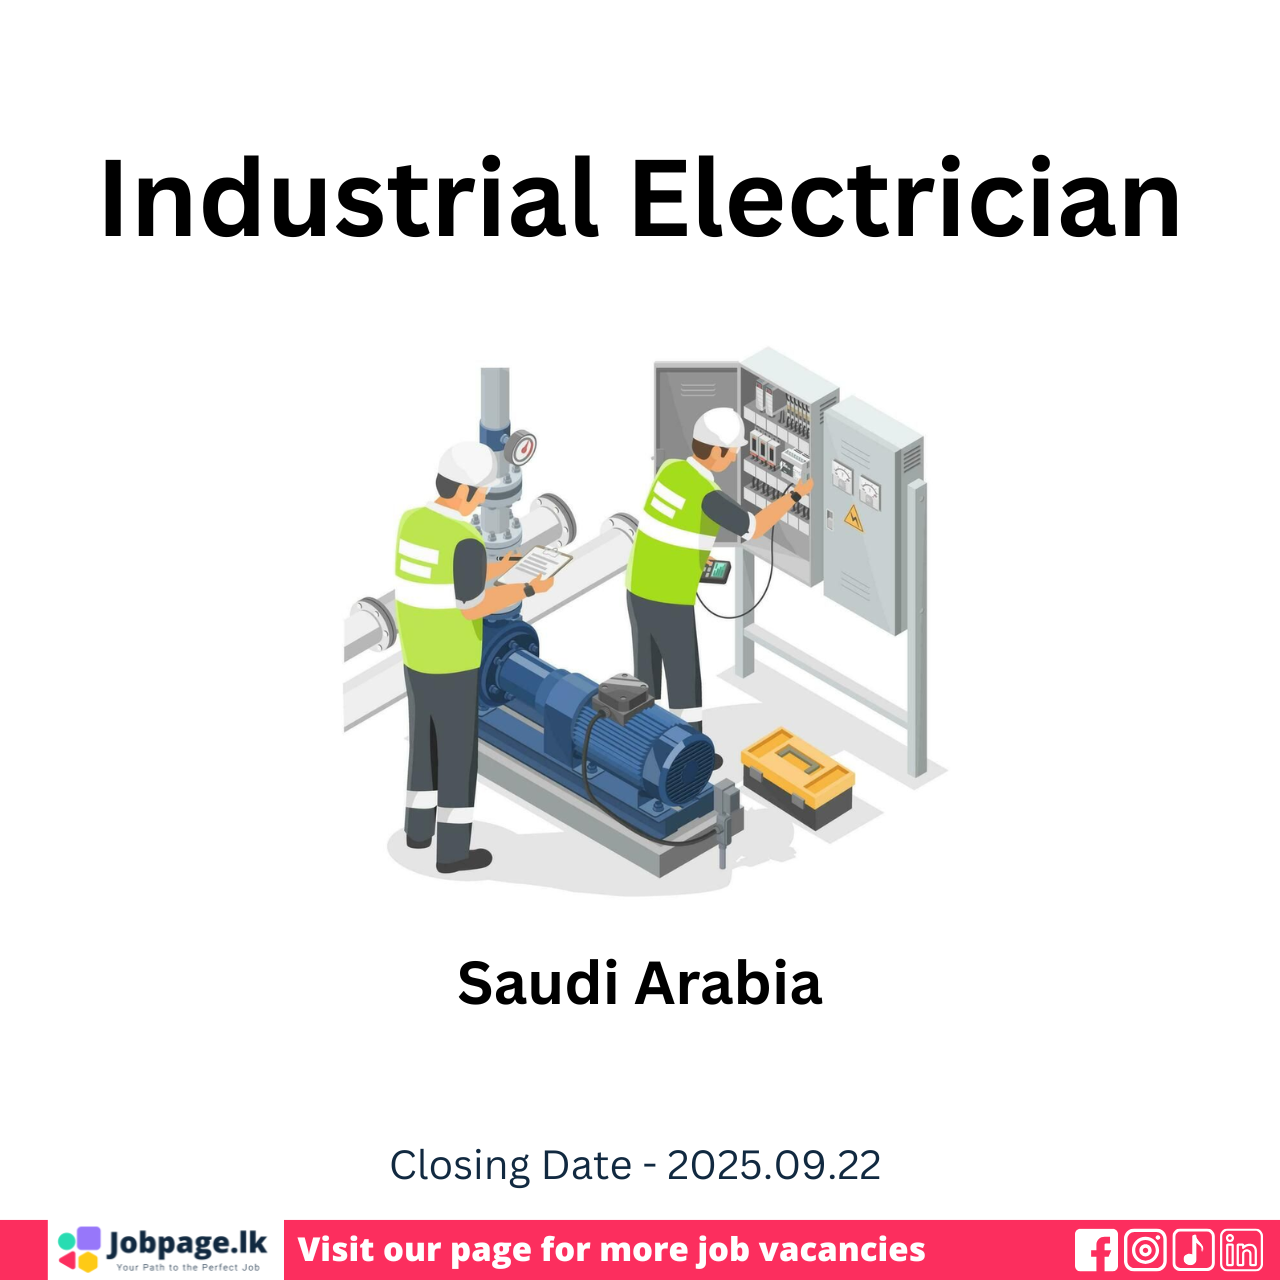 Industrial Electrician
Saudi Arabia
Closing Date - 2025.09.22
Jobpage.lk
Your Path to the Perfect Job
Visit our page for more job vacancies